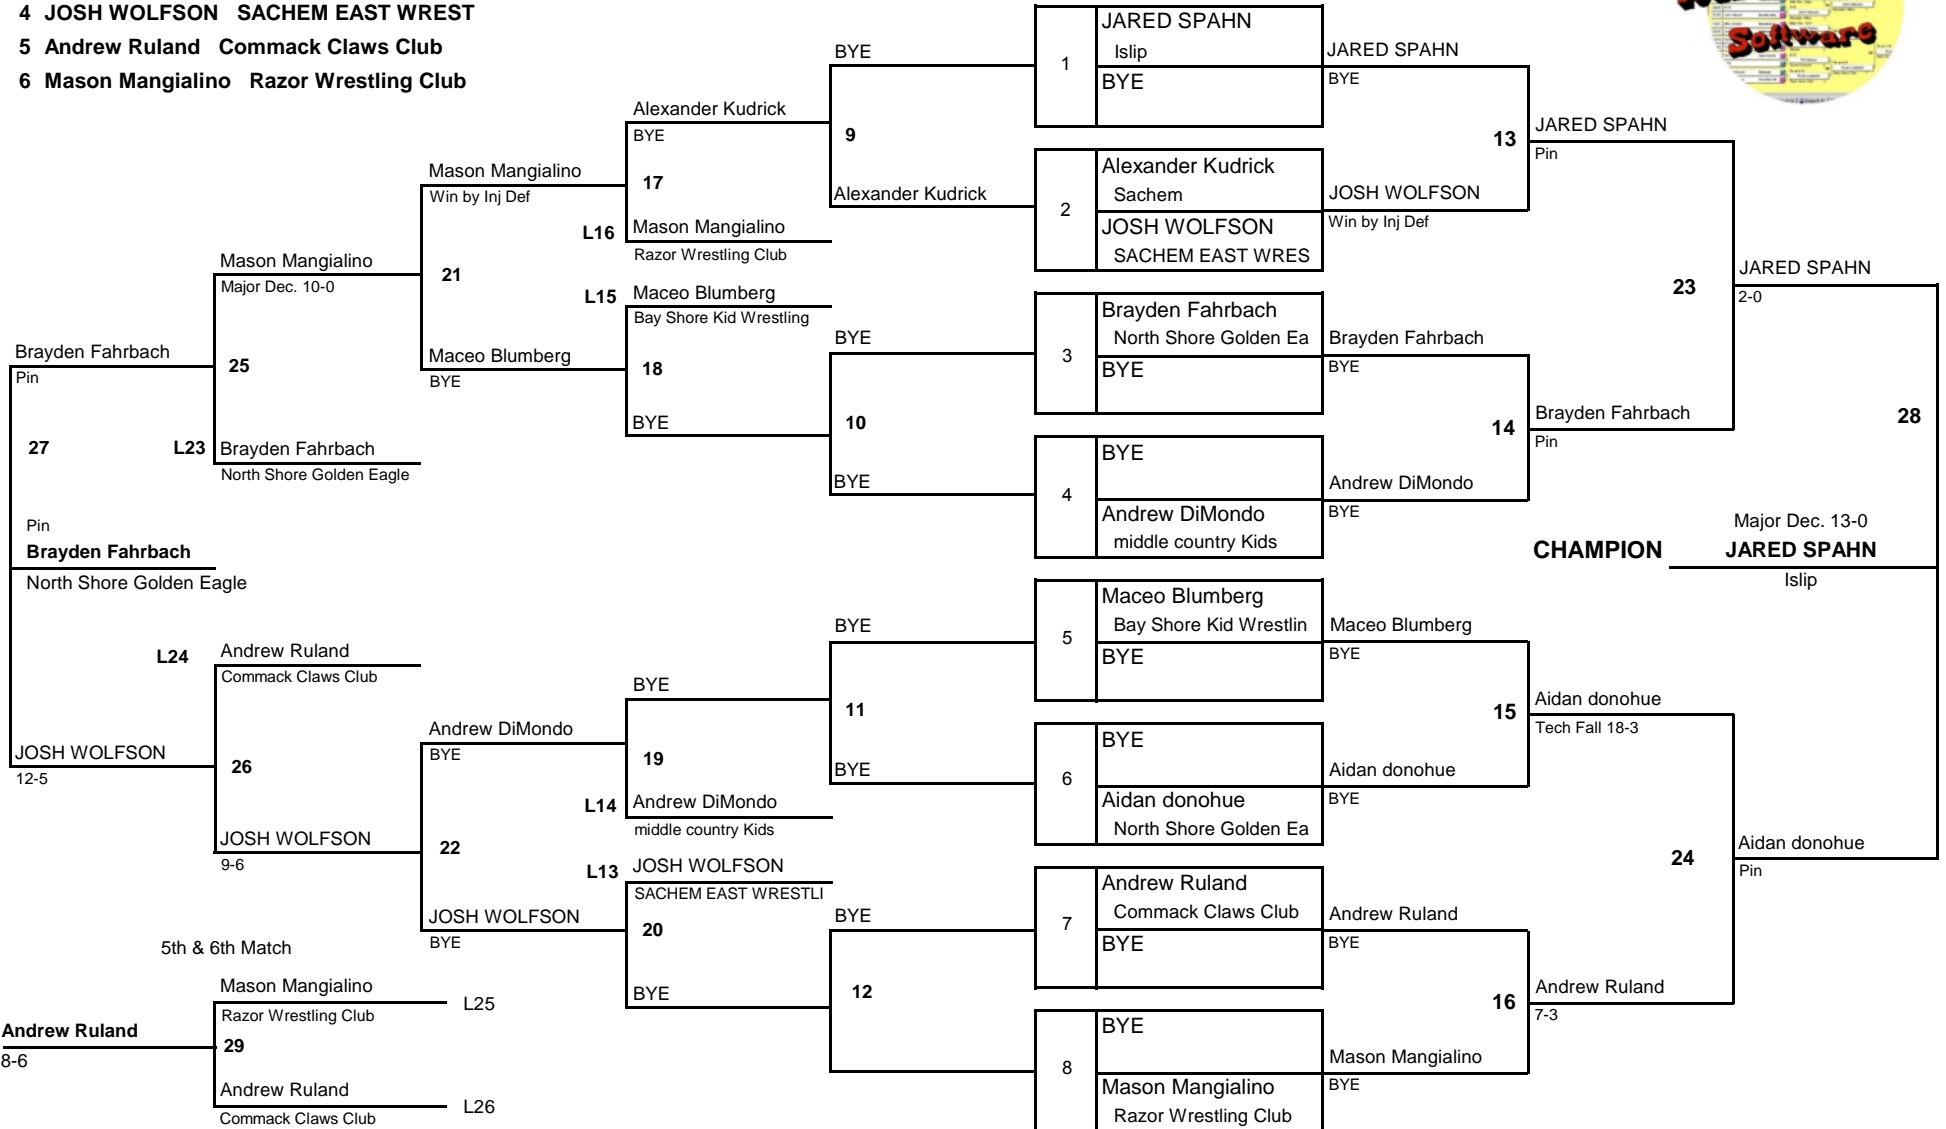 4 JOSH WOLFSON SACHEM EAST WREST
5 Andrew Ruland Commack Claws Club
6 Mason Mangialino Razor Wrestling Club
Software
Brayden Fahrbach
Pin
27
Pin
Brayden Fahrbach
North Shore Golden Eagle
JOSH WOLFSON
12-5
5th & 6th Match
Andrew Ruland
8-6
Mason Mangialino
Major Dec. 10-0
25
L23
Brayden Fahrbach
North Shore Golden Eagle
L24
Andrew Ruland
Commack Claws Club
26
JOSH WOLFSON
9-6
Mason Mangialino
L25
Razor Wrestling Club
29
Andrew Ruland
L26
Commack Claws Club
Mason Mangialino
Win by Inj Def
21
Maceo Blumberg
BYE
Andrew DiMondo
BYE
22
JOSH WOLFSON
BYE
Alexander Kudrick
BYE
17
L16
Mason Mangialino
Razor Wrestling Club
L15
Maceo Blumberg
Bay Shore Kid Wrestling
18
BYE
BYE
19
L14
Andrew DiMondo
middle country Kids
L13
JOSH WOLFSON
SACHEM EAST WRESTLI
20
BYE
BYE
9
Alexander Kudrick
BYE
10
BYE
BYE
11
BYE
BYE
12
1
JARED SPAHN
Islip
BYE
2
Alexander Kudrick
Sachem
JOSH WOLFSON
SACHEM EAST WRES
3
Brayden Fahrbach
North Shore Golden Ea
BYE
4
BYE
Andrew DiMondo
middle country Kids
5
Maceo Blumberg
Bay Shore Kid Wrestlin
BYE
6
BYE
Aidan donohue
North Shore Golden Ea
7
Andrew Ruland
Commack Claws Club
BYE
8
BYE
Mason Mangialino
Razor Wrestling Club
JARED SPAHN
BYE
13
JOSH WOLFSON
Win by Inj Def
Brayden Fahrbach
BYE
14
Andrew DiMondo
BYE
Maceo Blumberg
BYE
15
Aidan donohue
BYE
Andrew Ruland
BYE
16
Mason Mangialino
BYE
JARED SPAHN
Pin
23
Brayden Fahrbach
Pin
Aidan donohue
Tech Fall 18-3
24
Andrew Ruland
7-3
JARED SPAHN
2-0
28
Major Dec. 13-0
CHAMPION JARED SPAHN
Islip
Aidan donohue
Pin